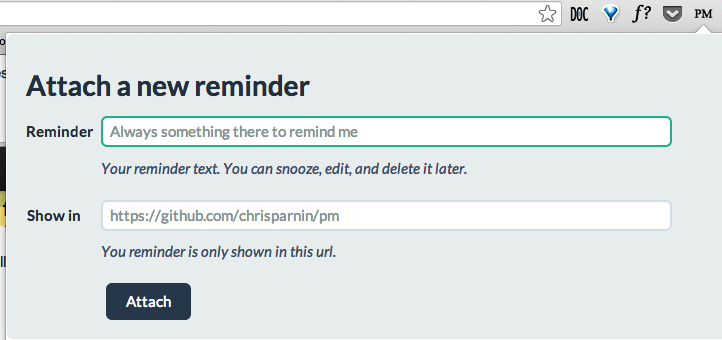 DOC f? PM
Attach a new reminder
Reminder Always something there to remind me
Your reminder text. You can snooze, edit, and delete it later.
Show in https://github.com/chrisparnin/pm
You reminder is only shown in this url.
Attach